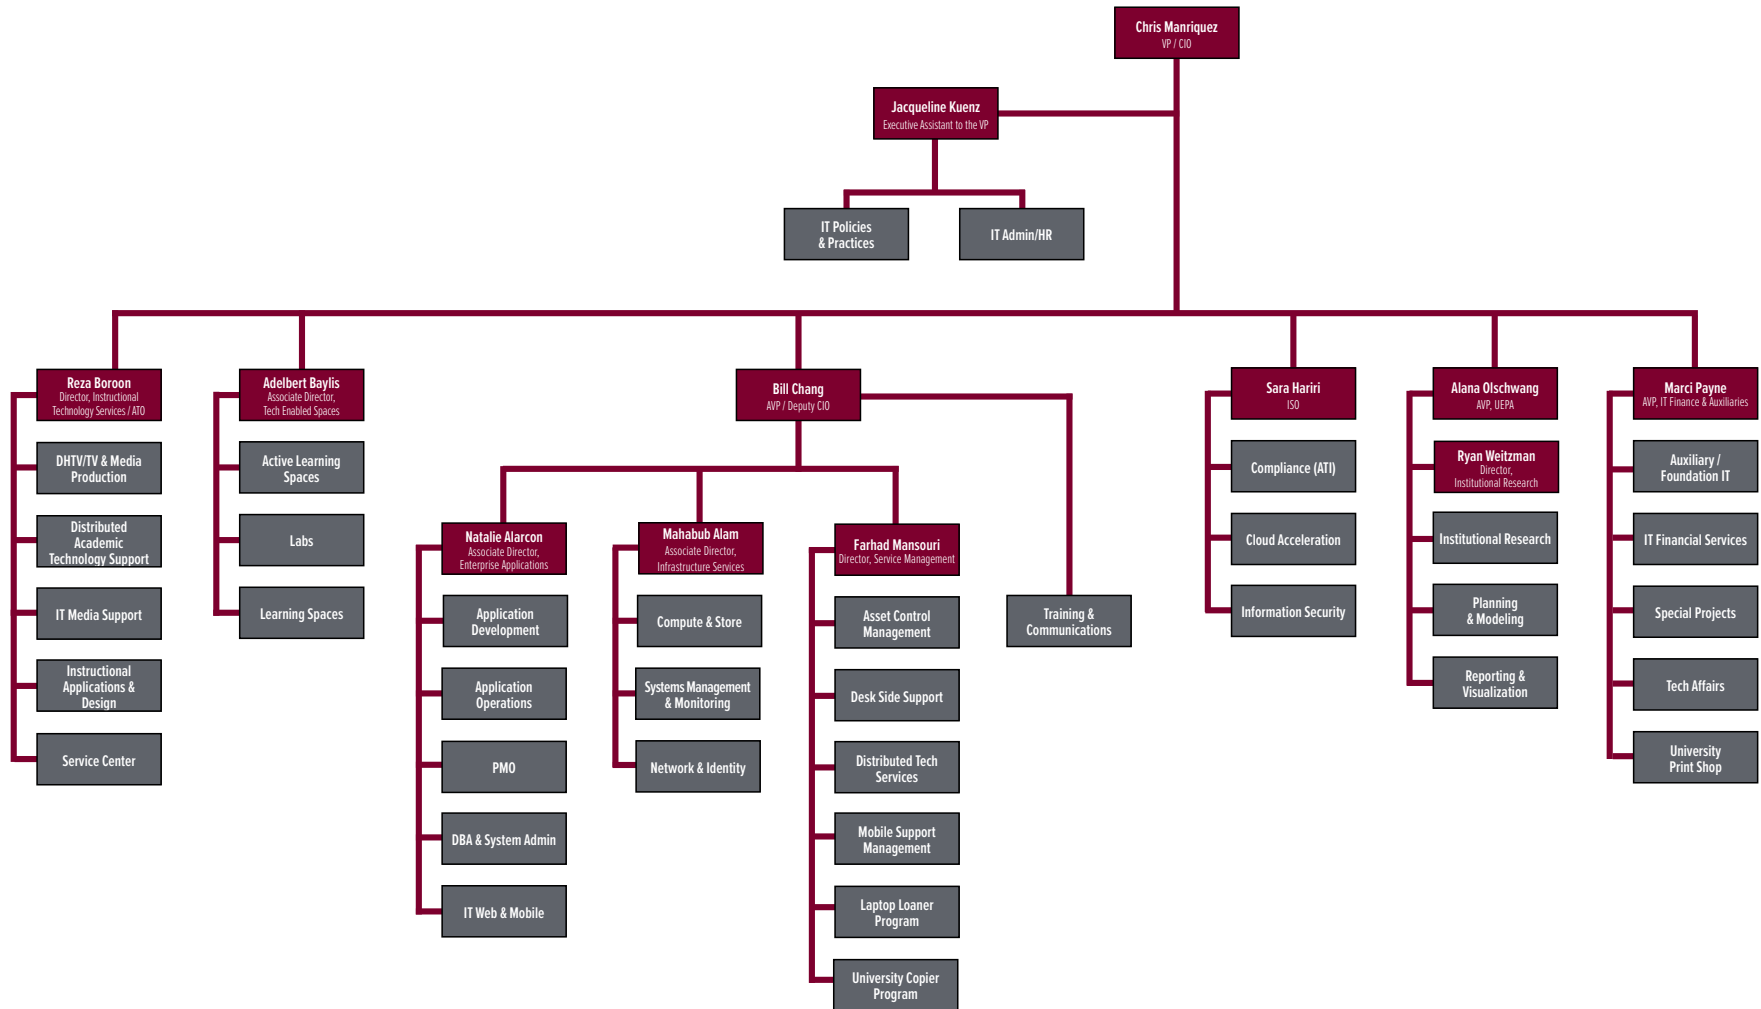 Chris Manriquez
VP / CIO
Jacqueline Kuenz
Executive Assistant to the VP
IT Policies
& Practices
IT Admin/HR
Reza Boroon
Director, Instructional
Technology Services / ATO
DHTV/TV & Media
Production
Distributed
Academic
Technology Support
IT Media Support
Instructional
Applications &
Design
Service Center
Adelbert Baylis
Associate Director,
Tech Enabled Spaces
Active Learning
Spaces
Labs
Learning Spaces
Bill Chang
AVP / Deputy CIO
Natalie Alarcon
Associate Director,
Enterprise Applications
Application
Development
Application
Operations
PMO
DBA & System Admin
IT Web & Mobile
Mahabub Alam
Associate Director,
Infrastructure Services
Compute & Store
Systems Management
& Monitoring
Network & Identity
Farhad Mansouri
Director, Service Management
Asset Control
Management
Desk Side Support
Distributed Tech
Services
Mobile Support
Management
Laptop Loaner
Program
University Copier
Program
Training &
Communications
Sara Hariri
ISO
Compliance (ATI)
Cloud Acceleration
Information Security
Alana Olschwang
AVP, UEPA
Ryan Weitzman
Director,
Institutional Research
Institutional Research
Planning
& Modeling
Reporting &
Visualization
Marci Payne
AVP, IT Finance & Auxiliaries
Auxiliary /
Foundation IT
IT Financial Services
Special Projects
Tech Affairs
University
Print Shop